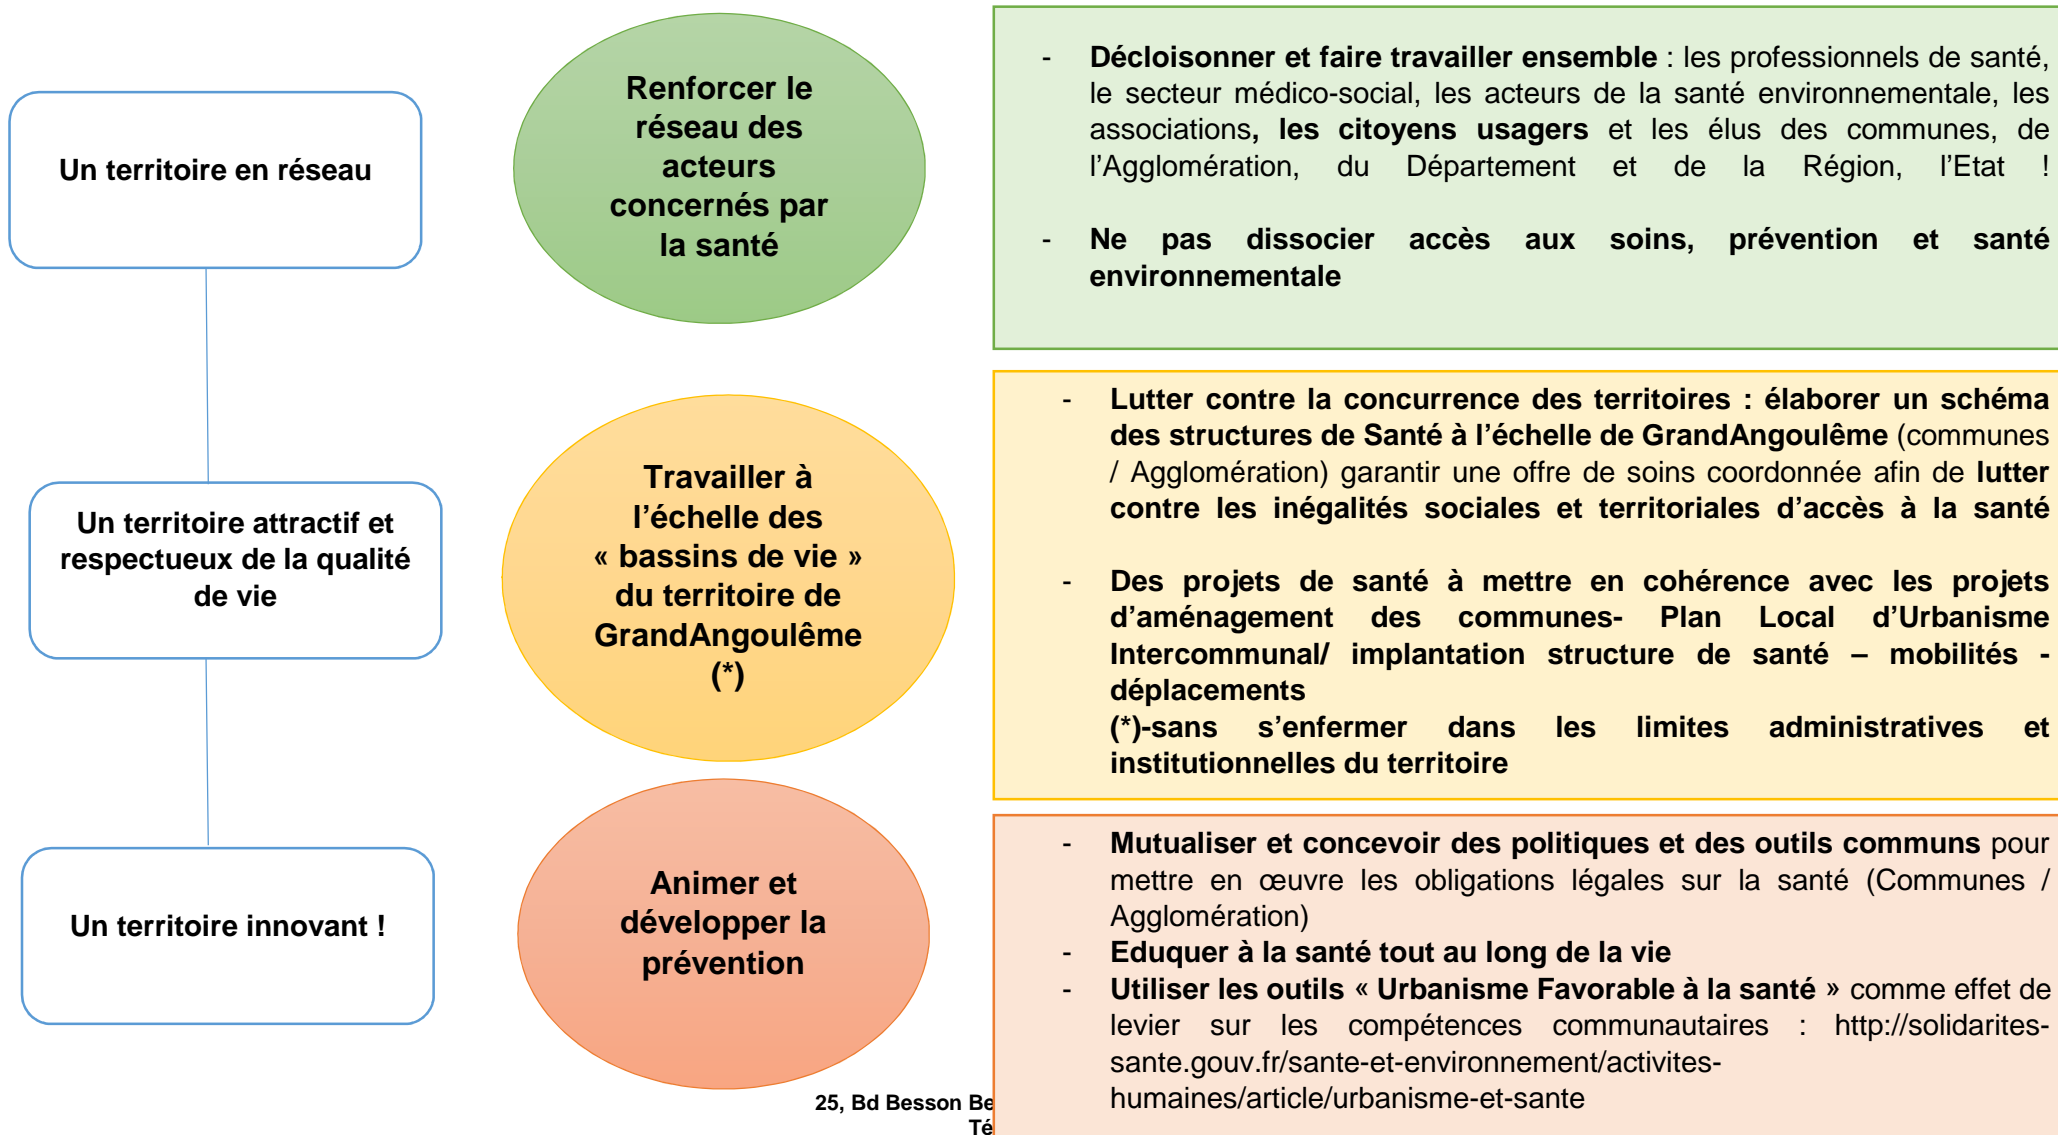 Un territoire en réseau
Renforcer le
réseau des
acteurs
concernés par
la santé
- Décloisonner et faire travailler ensemble : les professionnels de santé,
le secteur médico-social, les acteurs de la santé environnementale, les
associations, les citoyens usagers et les élus des communes, de
l’Agglomération, du Département et de la Région, l’Etat !
- Ne pas dissocier accès aux soins, prévention et santé
environnementale
Un territoire attractif et
respectueux de la qualité
de vie
Travailler à
l’échelle des
« bassins de vie »
du territoire de
GrandAngoulême
(*)
- Lutter contre la concurrence des territoires : élaborer un schéma
des structures de Santé à l’échelle de GrandAngoulême (communes
/ Agglomération) garantir une offre de soins coordonnée afin de lutter
contre les inégalités sociales et territoriales d’accès à la santé
- Des projets de santé à mettre en cohérence avec les projets
d’aménagement des communes- Plan Local d’Urbanisme
Intercommunal/ implantation structure de santé – mobilités -
déplacements
(*)-sans s’enfermer dans les limites administratives et
institutionnelles du territoire
Un territoire innovant !
Animer et
développer la
prévention
- Mutualiser et concevoir des politiques et des outils communs pour
mettre en œuvre les obligations légales sur la santé (Communes /
Agglomération)
- Eduquer à la santé tout au long de la vie
- Utiliser les outils « Urbanisme Favorable à la santé » comme effet de
levier sur les compétences communautaires : http://solidarites-
sante.gouv.fr/sante-et-environnement/activites-
humaines/article/urbanisme-et-sante
25, Bd Besson Be
Té